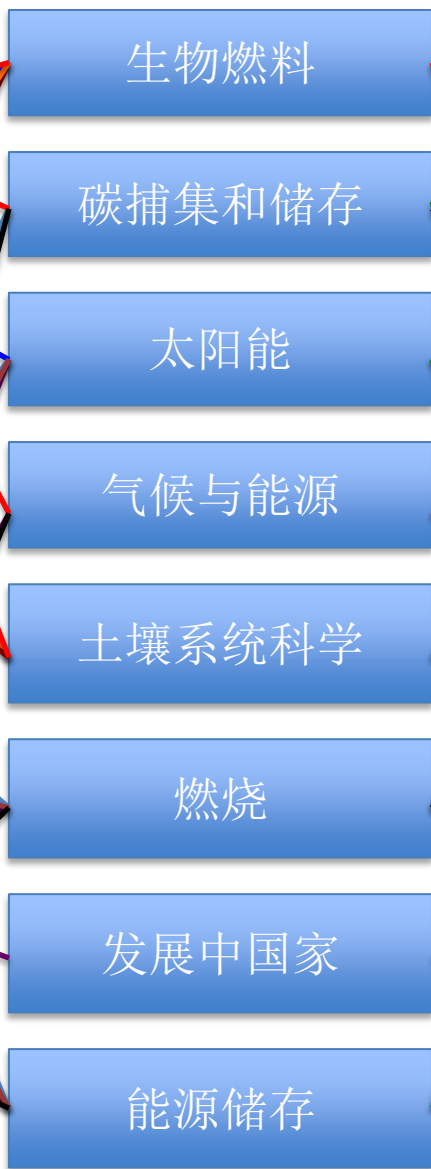 生物燃料
碳捕集和储存
太阳能
气候与能源
土壤系统科学
燃烧
发展中国家
能源储存